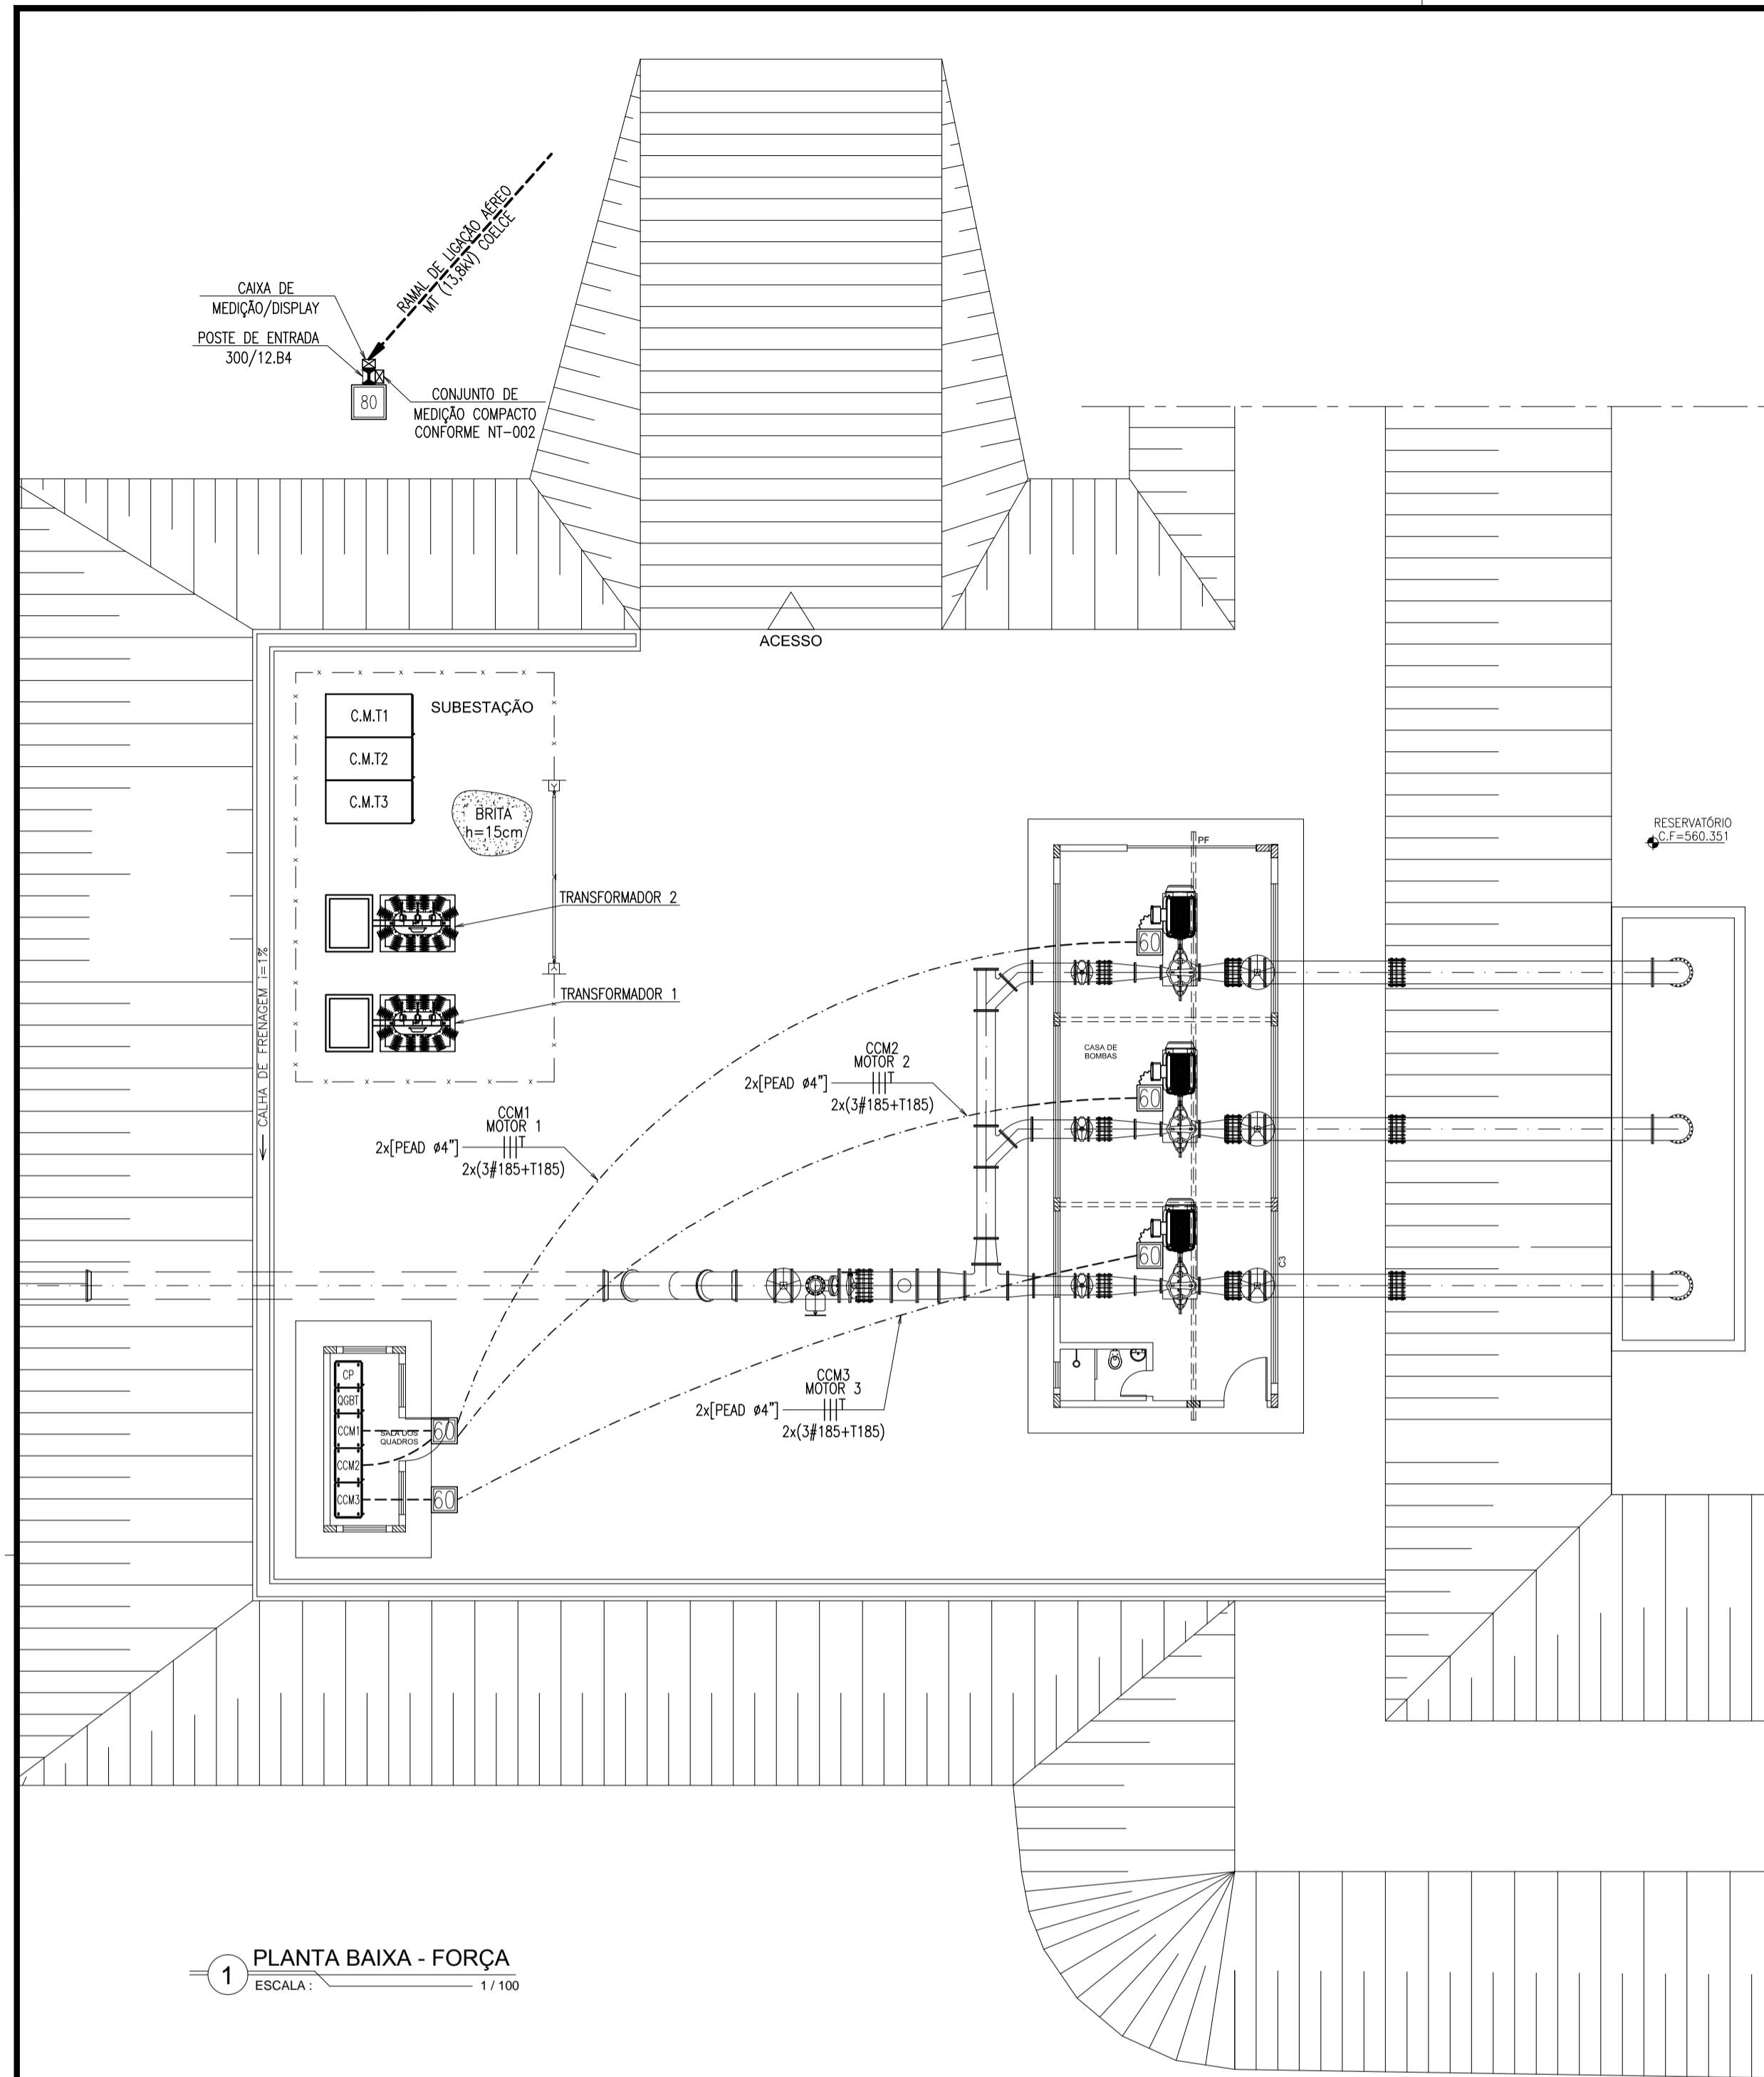 RAMAL DE LIGAÇÃO AÉREO
MT (13,8kV) COELCE
CAIXA DE
MEDIÇÃO/DISPLAY
POSTE DE ENTRADA
300/12.B4
80
CONJUNTO DE
MEDIÇÃO COMPACTO
CONFORME NT-002
ACESSO
SUBESTAÇÃO
C.M.T1
C.M.T2
C.M.T3
BRITA
h=15cm
TRANSFORMADOR 2
TRANSFORMADOR 1
CALHA DE FRENAGEM i=1%
RESERVATÓRIO
C.F=560.351
PF
60
CASA DE
BOMBAS
60
60
C3
CCM2
MOTOR 2
2x[PEAD ø4"]
T
2x(3#185+T185)
CCM1
MOTOR 1
2x[PEAD ø4"]
T
2x(3#185+T185)
CCM3
MOTOR 3
2x[PEAD ø4"]
T
2x(3#185+T185)
CP
QGBT
CCM1
CCM2
CCM3
SALA DOS
QUADROS
60
60
1
PLANTA BAIXA - FORÇA
ESCALA : 1 / 100